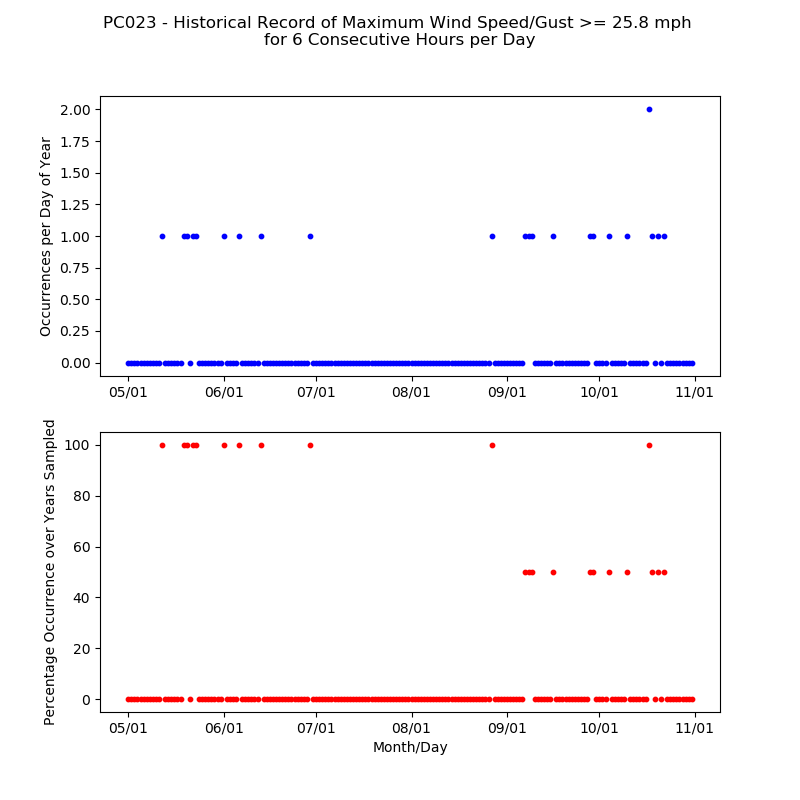 PC023 - Historical Record of Maximum Wind Speed/Gust >= 25.8 mph
for 6 Consecutive Hours per Day
Occurrences per Day of Year
2.00
1.75
1.50
1.25
1.00
0.75
0.50
0.25
0.00
05/01 06/01 07/01 08/01 09/01 10/01 11/01
Percentage Occurrence over Years Sampled
100
80
60
40
20
0
05/01 06/01 07/01 08/01 09/01 10/01 11/01
Month/Day